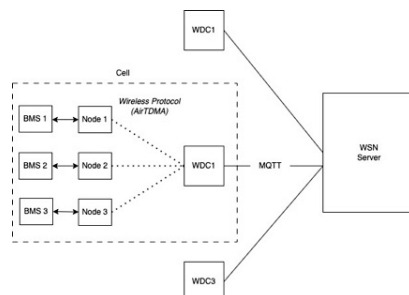 WDC1
Cell
Wireless Protocol
(AirTDMA)
BMS 1
Node 1
BMS 2
Node 2
WDC1
MQTT
WSN
Server
BMS 3
Node 3
WDC3